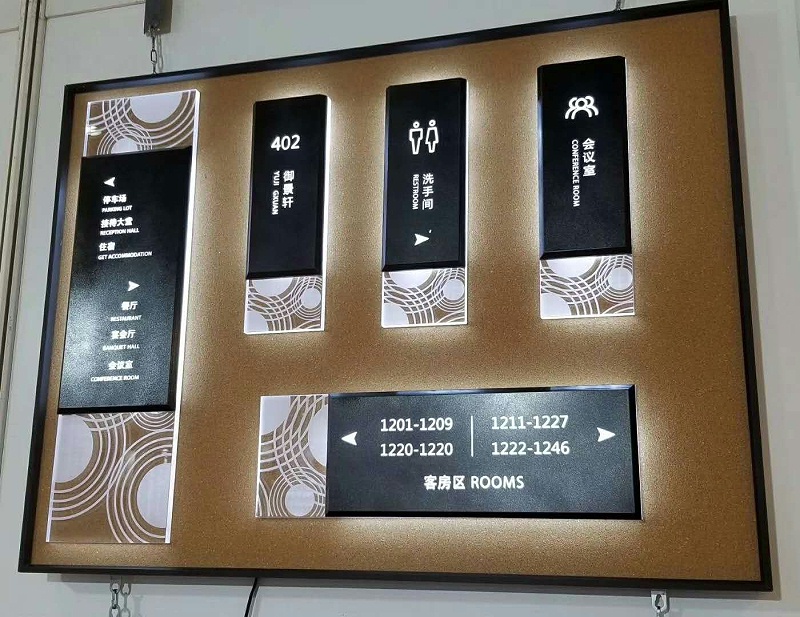 停车场
PARKING LOT
接待大堂
RECEPTION HALL
住宿
GET ACCOMMODATION
餐厅
RESTAURANT
宴会厅
BANQUET HALL
会议室
CONFERENCE ROOM
402
御景轩
YUJI GXUAN
洗手间
RESTROOM
会议室
CONFERENCE ROOM
1201-1209
1220-1220
1211-1227
1222-1246
客房区 ROOMS